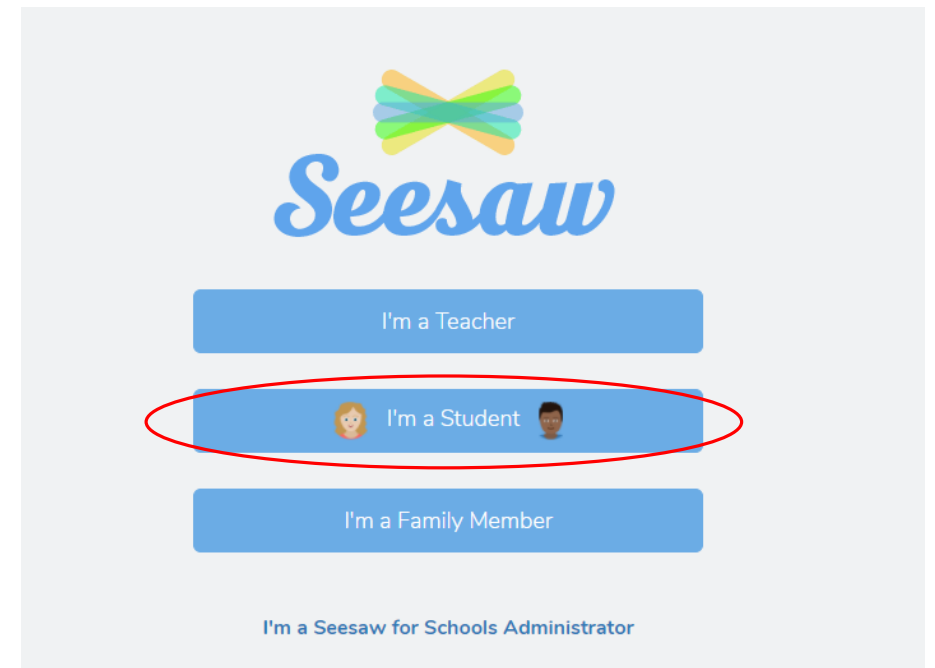 Seesaw
I'm a Teacher
I'm a Student
I'm a Family Member
I'm a Seesaw for Schools Administrator